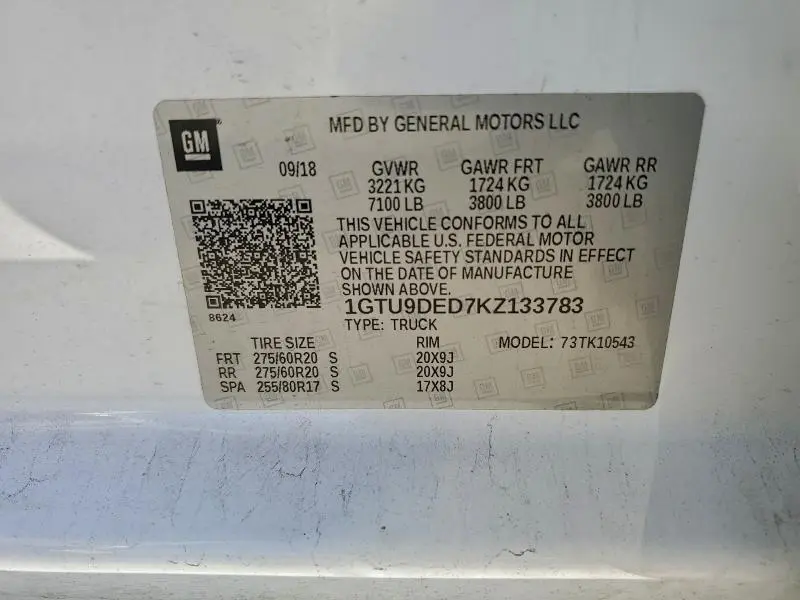 GM
MFD BY GENERAL MOTORS LLC
09/18
GVWR GAWR FRT GAWR RR
3221 KG 1724 KG 1724 KG
7100 LB 3800 LB 3800 LB
THIS VEHICLE CONFORMS TO ALL
APPLICABLE U.S. FEDERAL MOTOR
VEHICLE SAFETY STANDARDS IN EFFECT
ON THE DATE OF MANUFACTURE
SHOWN ABOVE.
8624
1GTU9DED7KZ133783
TYPE: TRUCK
TIRE SIZE RIM MODEL: 73TK10543
FRT 275/60R20 S 20X9J
RR 275/60R20 S 20X9J
SPA 255/80R17 S 17X8J